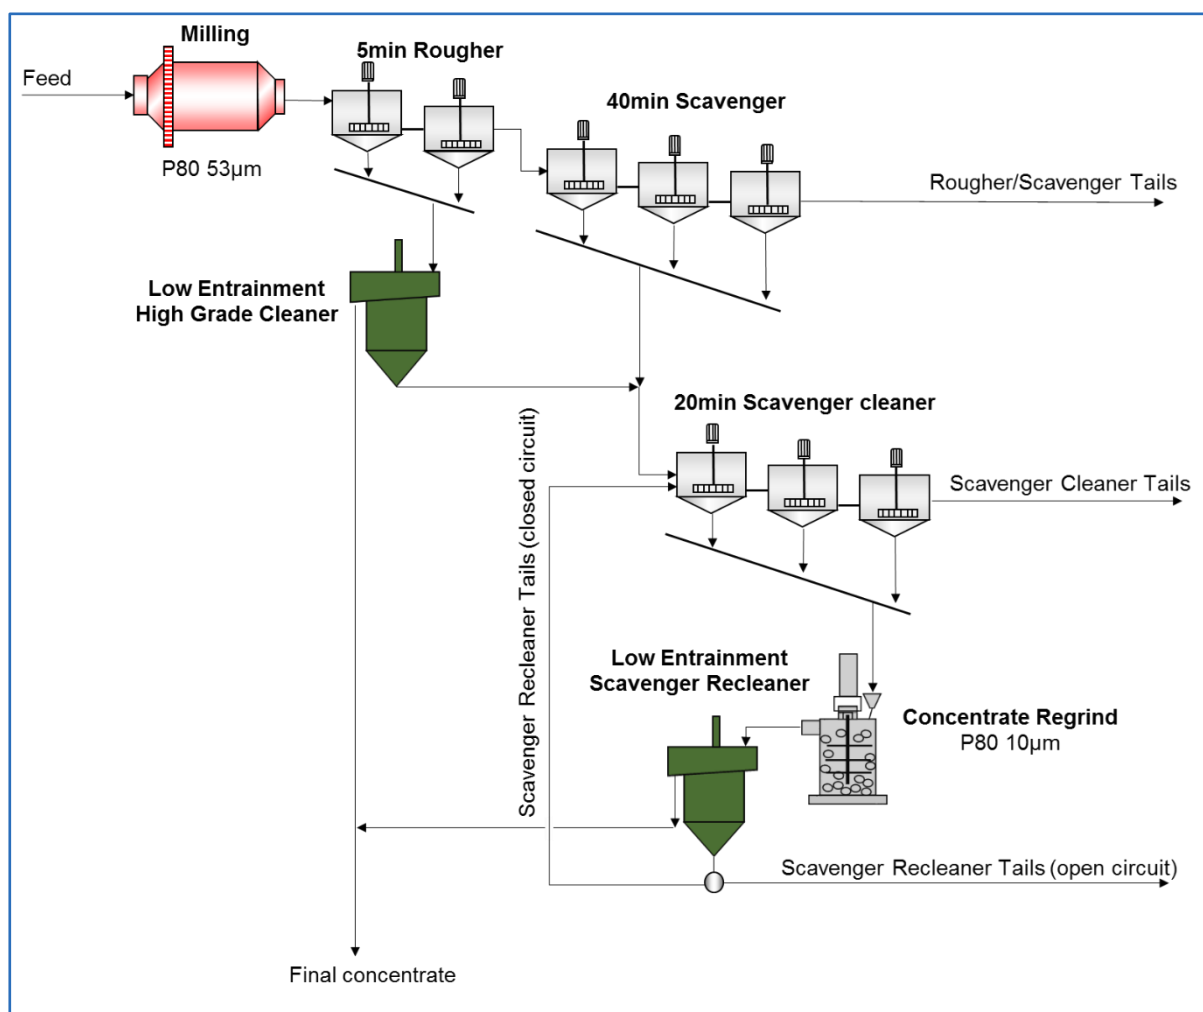 Milling
5min Rougher
Feed
40min Scavenger
P80 53µm
Rougher/Scavenger Tails
Low Entrainment
High Grade Cleaner
20min Scavenger cleaner
Scavenger Recleaner Tails (closed circuit)
Scavenger Cleaner Tails
Low Entrainment
Scavenger Recleaner
Concentrate Regrind
P80 10µm
Scavenger Recleaner Tails (open circuit)
Final concentrate